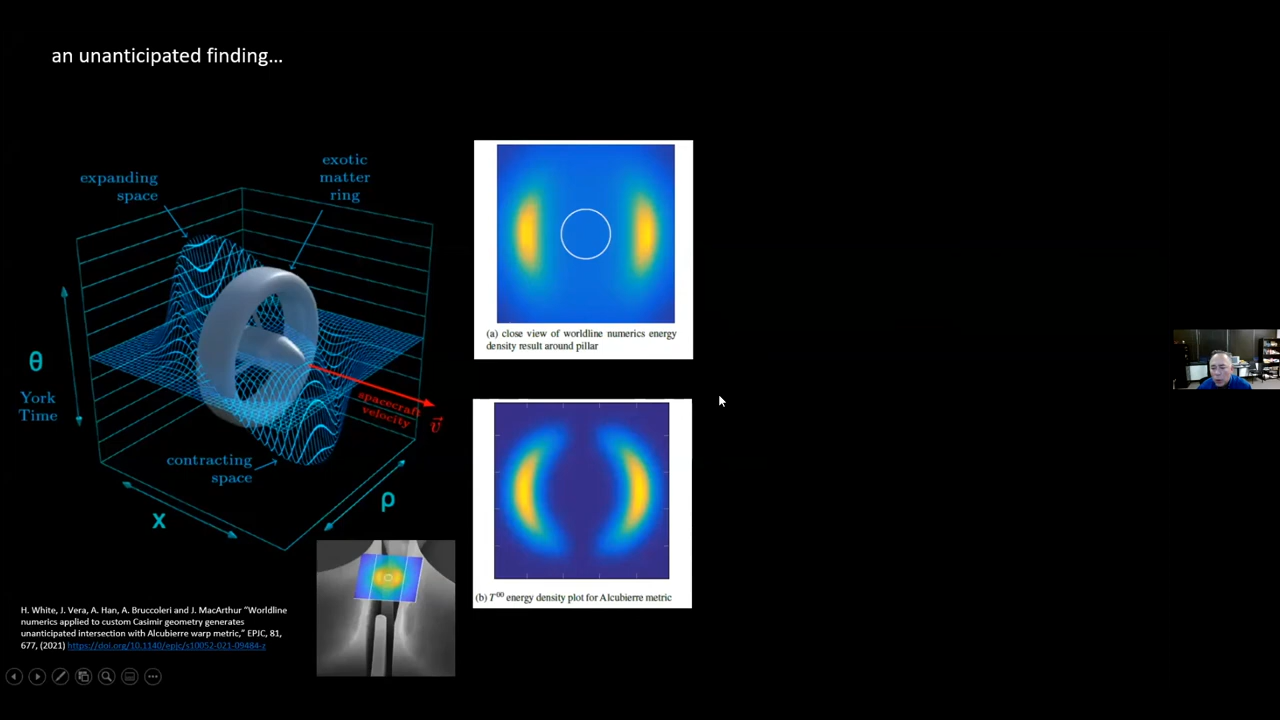 an unanticipated finding...
exotic
matter
ring
expanding
space
θ
York
Time
spacecraft
velocity
v⃗
contracting
space
x
ρ
(a) close view of worldline numerics energy
density result around pillar
(b) T⁰⁰ energy density plot for Alcubierre metric
H. White, J. Vera, A. Han, A. Bruccoleri and J. MacArthur “Worldline
numerics applied to custom Casimir geometry generates
unanticipated intersection with Alcubierre warp metric,” EPJC, 81,
677, (2021) https://doi.org/10.1140/epjc/s10052-021-09484-z